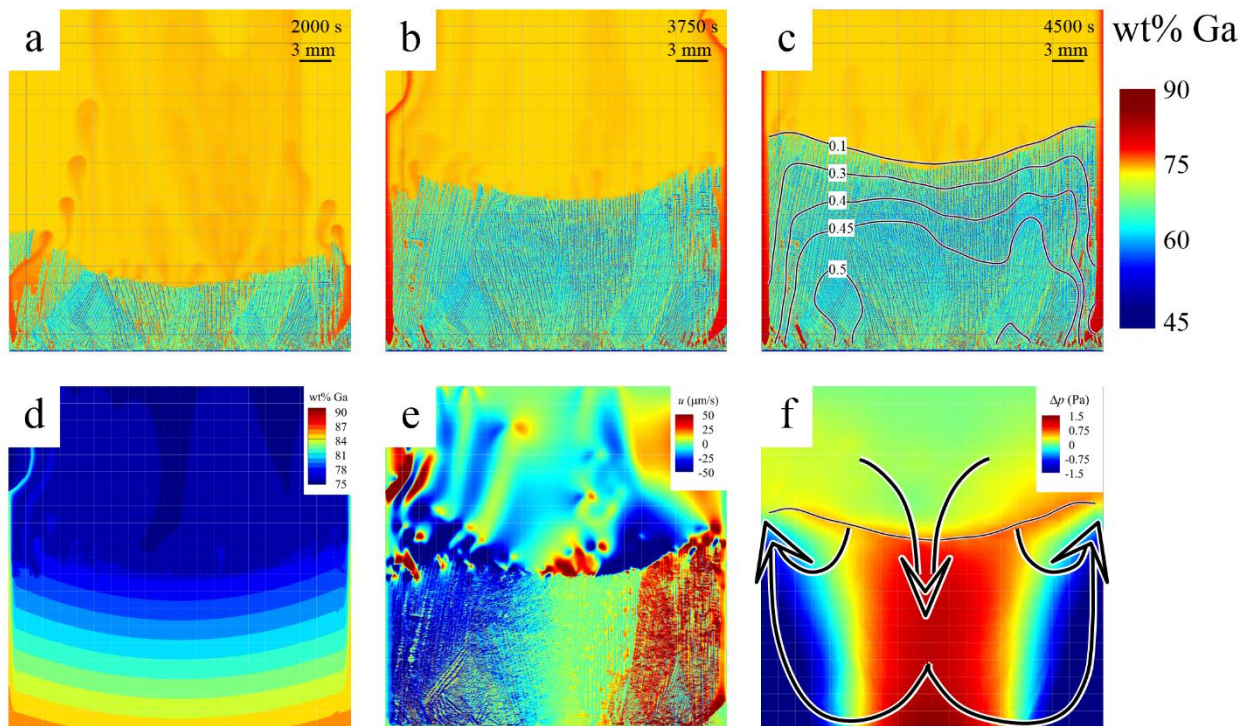 a
2000 s
3 mm
b
3750 s
3 mm
c
4500 s
3 mm
0.1
0.3
0.4
0.45
0.5
wt% Ga
90
75
60
45
d
wt% Ga
90
87
84
81
78
75
e
u (μm/s)
50
25
0
-25
-50
f
Δp (Pa)
1.5
0.75
0
-0.75
-1.5